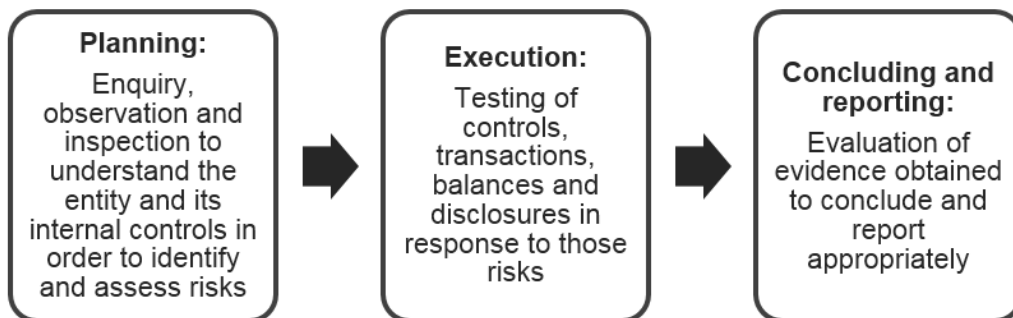 Planning:
Enquiry,
observation and
inspection to
understand the
entity and its
internal controls in
order to identify
and assess risks
Execution:
Testing of
controls,
transactions,
balances and
disclosures in
response to those
risks
Concluding and
reporting:
Evaluation of
evidence obtained
to conclude and
report
appropriately